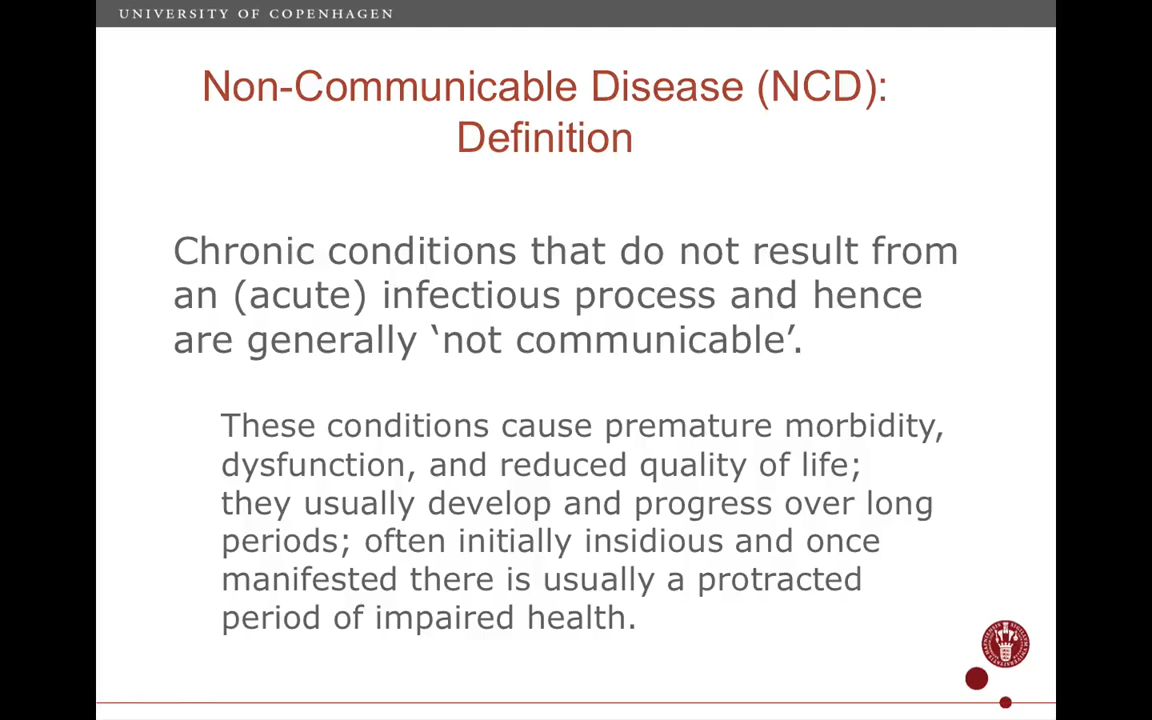 UNIVERSITY OF COPENHAGEN
Non-Communicable Disease (NCD):
Definition
Chronic conditions that do not result from
an (acute) infectious process and hence
are generally ‘not communicable’.
These conditions cause premature morbidity,
dysfunction, and reduced quality of life;
they usually develop and progress over long
periods; often initially insidious and once
manifested there is usually a protracted
period of impaired health.